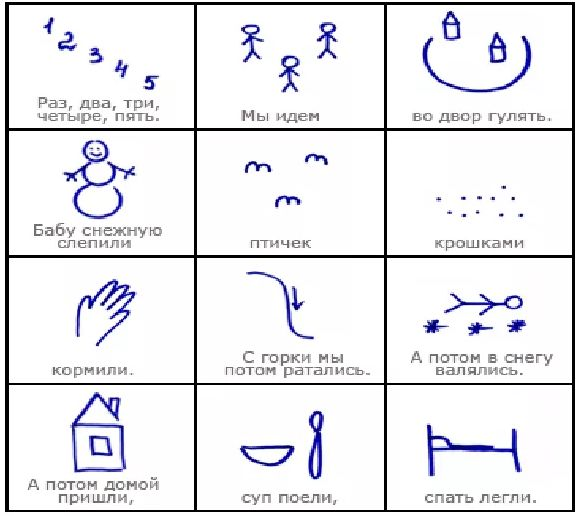 1 2 3 4 5
Раз, два, три,
четыре, пять.
Мы идем
во двор гулять.
Бабу снежную
слепили
птичек
крошками
кормили.
С горки мы
потом ратались.
А потом в снегу
валялись.
А потом домой
пришли,
суп поели,
спать легли.